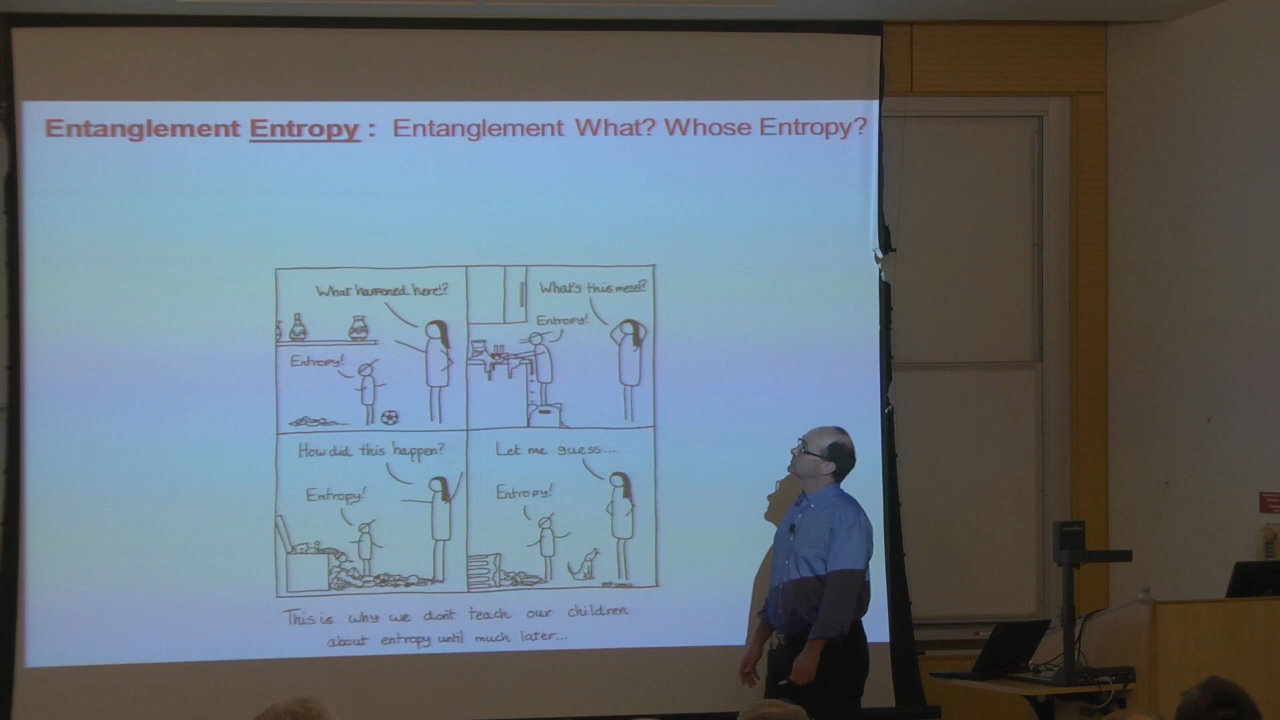 Entanglement Entropy : Entanglement What? Whose Entropy?
What happened here!?
Entropy!
What's this mess?
Entropy!
How did this happen?
Entropy!
Let me guess...
Entropy!
This is why we don't teach our children
about entropy until much later...